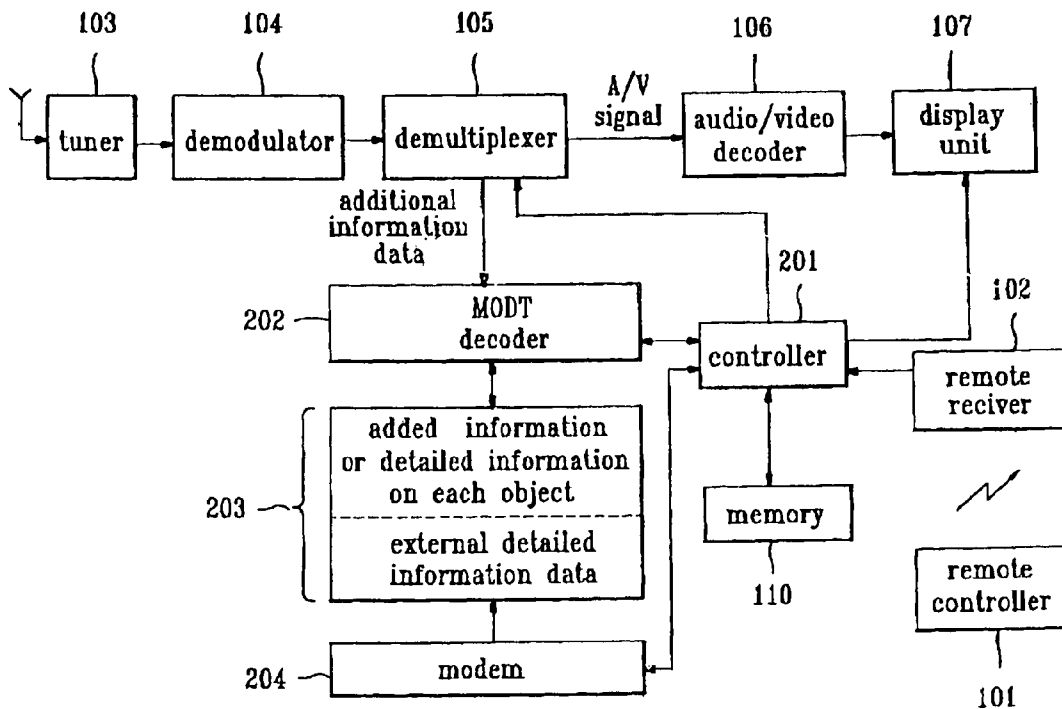 103
104
105
106
107
tuner
demodulator
demultiplexer
A/V
signal
audio/video
decoder
display
unit
additional
information
data
201
i02
202
MODT
decoder
controller
remote
reciver
203
added information
or detailed information
on each object
external detailed
information data
memory
110
remote
controller
101
204
modem